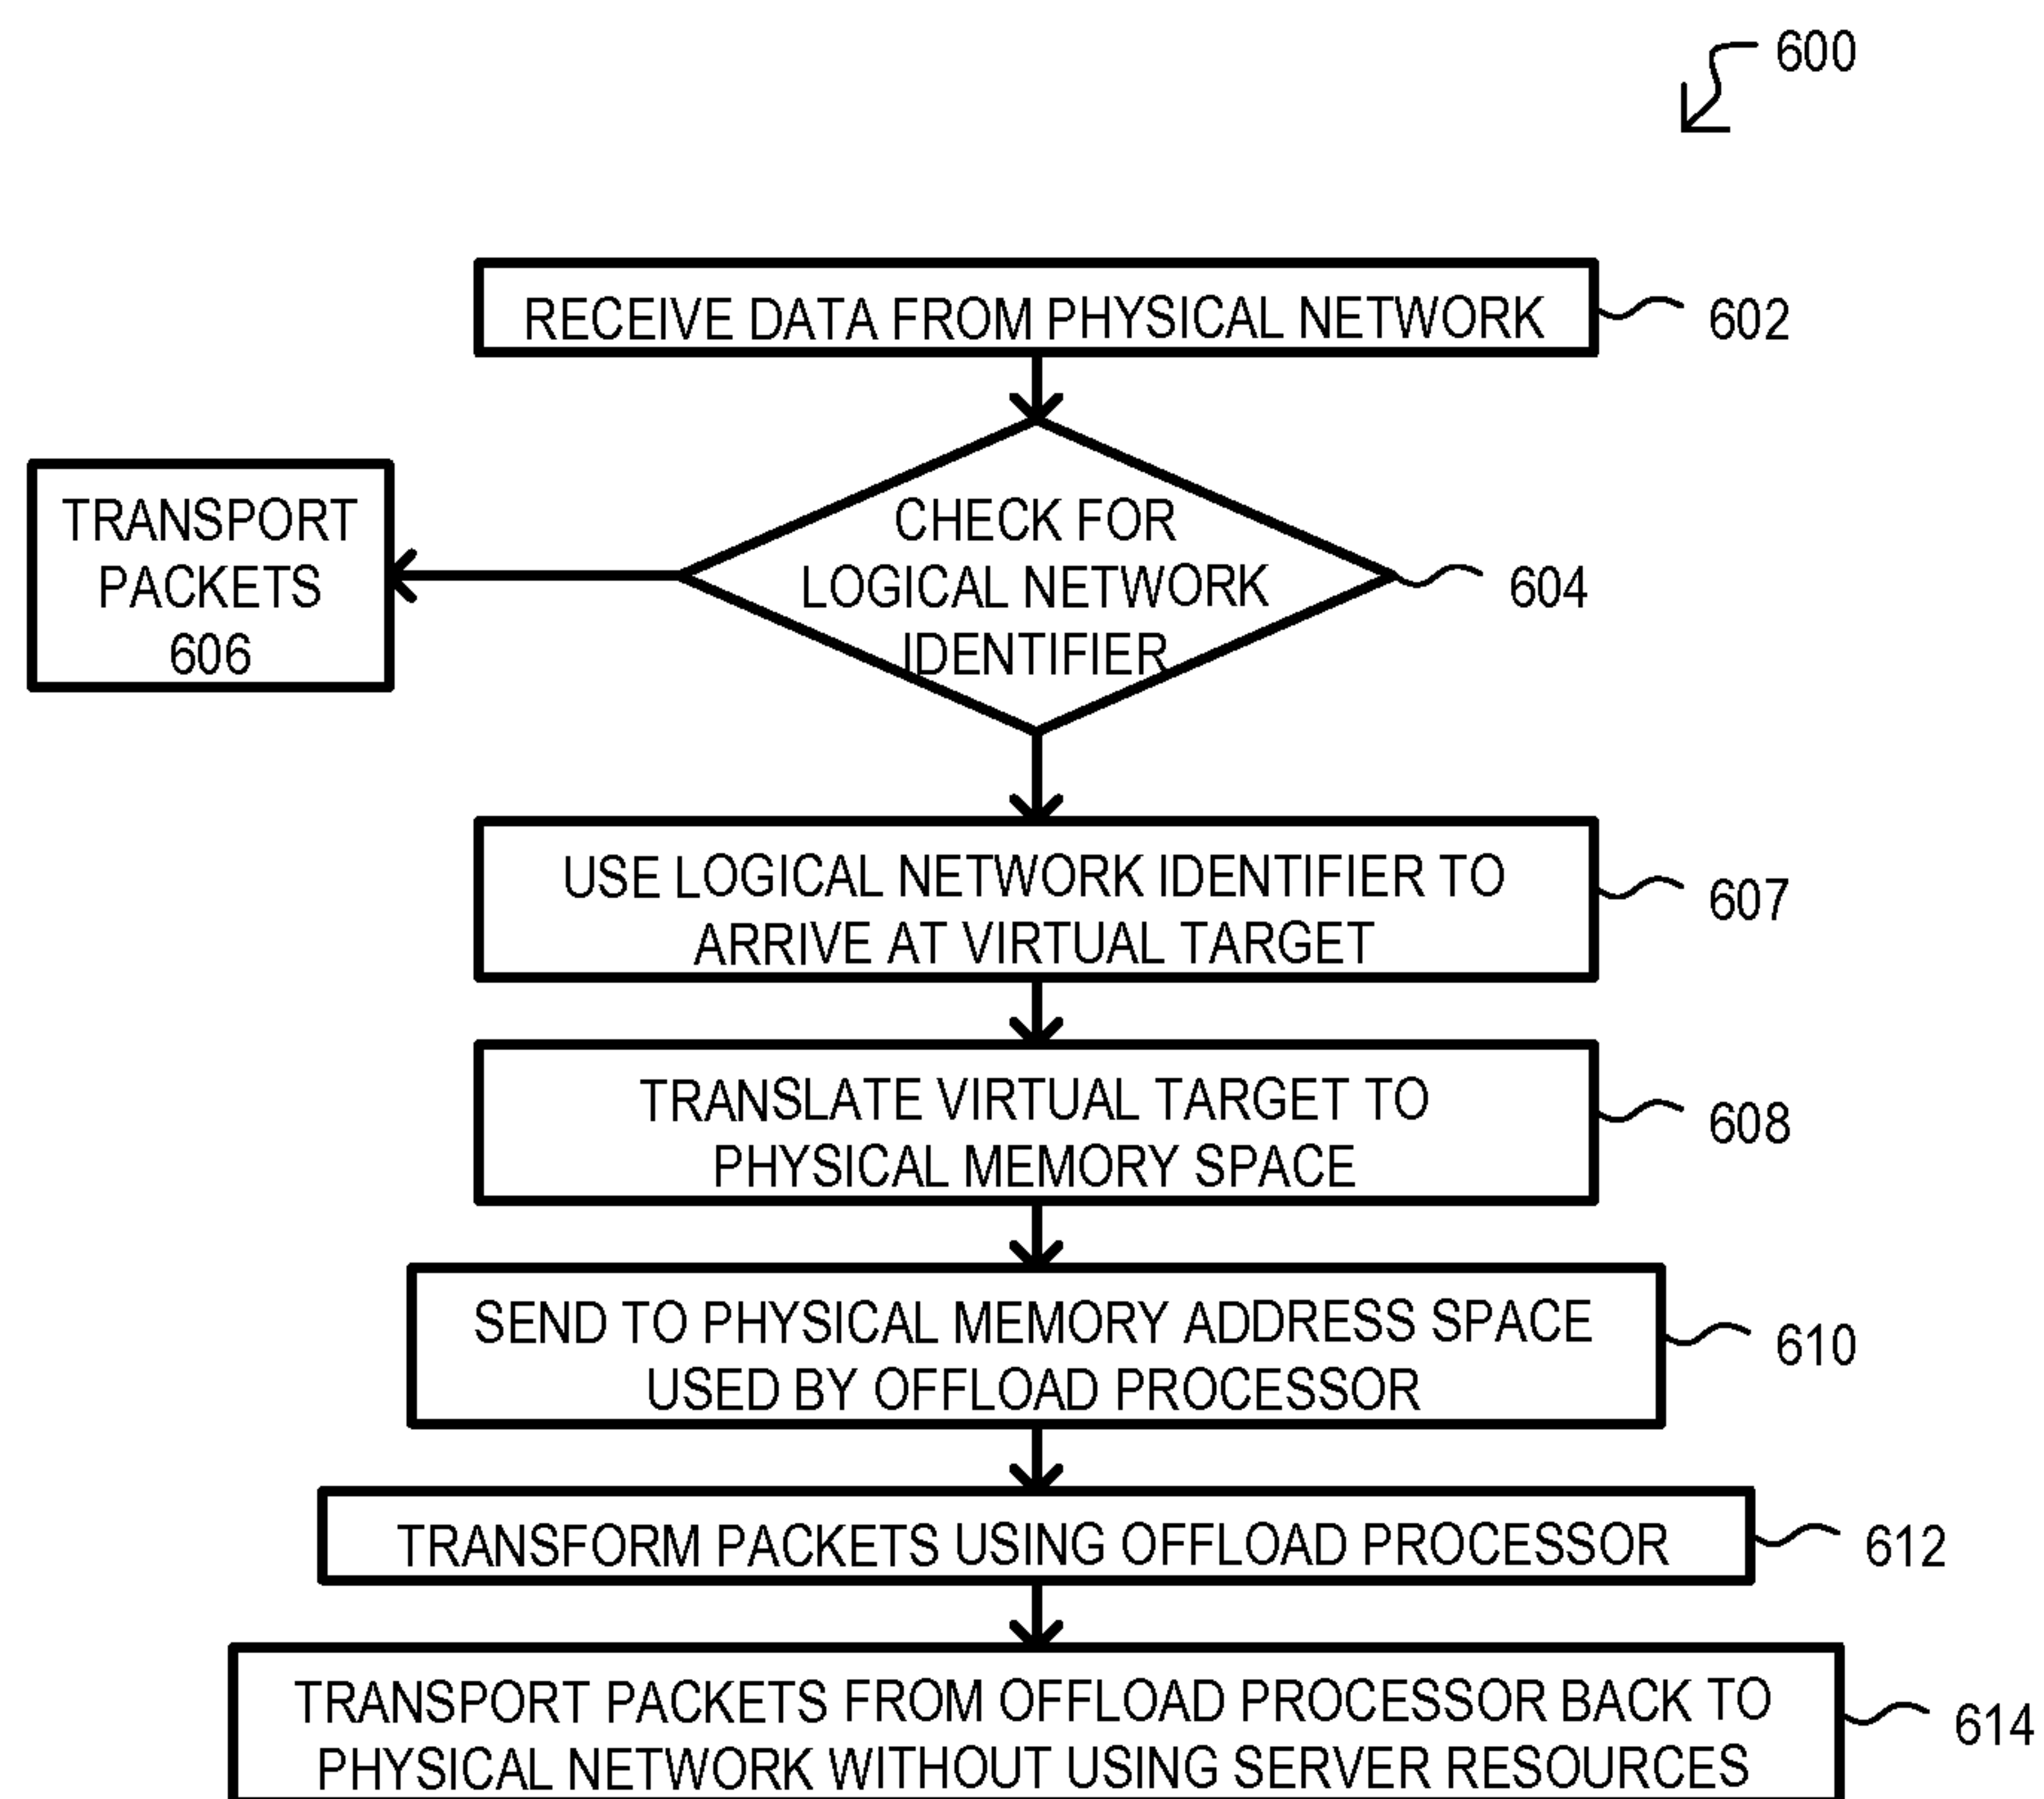 600
RECEIVE DATA FROM PHYSICAL NETWORK
602
CHECK FOR
LOGICAL NETWORK
IDENTIFIER
604
TRANSPORT
PACKETS
606
USE LOGICAL NETWORK IDENTIFIER TO
ARRIVE AT VIRTUAL TARGET
607
TRANSLATE VIRTUAL TARGET TO
PHYSICAL MEMORY SPACE
608
SEND TO PHYSICAL MEMORY ADDRESS SPACE
USED BY OFFLOAD PROCESSOR
610
TRANSFORM PACKETS USING OFFLOAD PROCESSOR
612
TRANSPORT PACKETS FROM OFFLOAD PROCESSOR BACK TO
PHYSICAL NETWORK WITHOUT USING SERVER RESOURCES
614